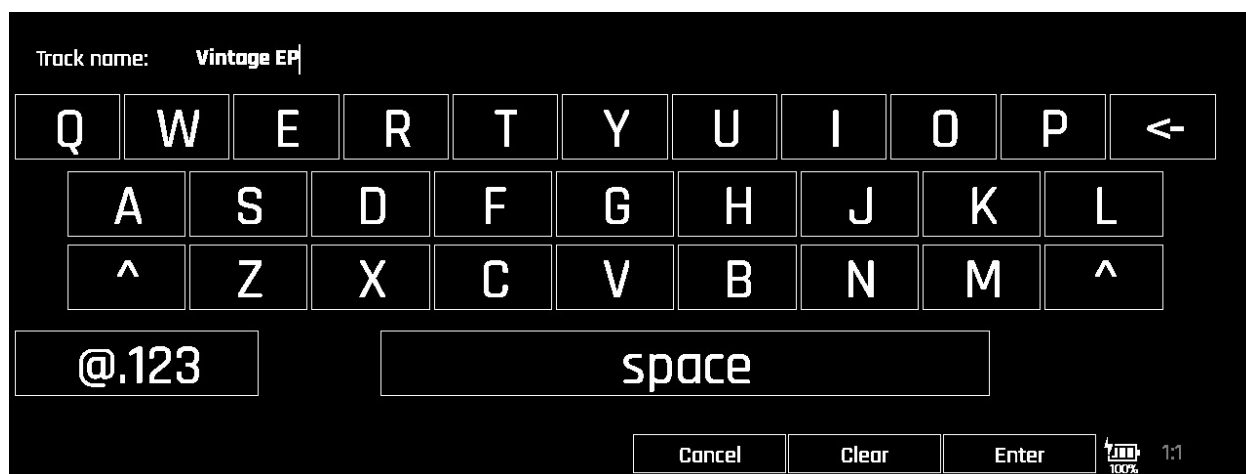 Track name: Vintage EP
Q W E R T Y U I O P <-
A S D F G H J K L
^ Z X C V B N M ^
@.123 space
Cancel Clear Enter 100% 1:1